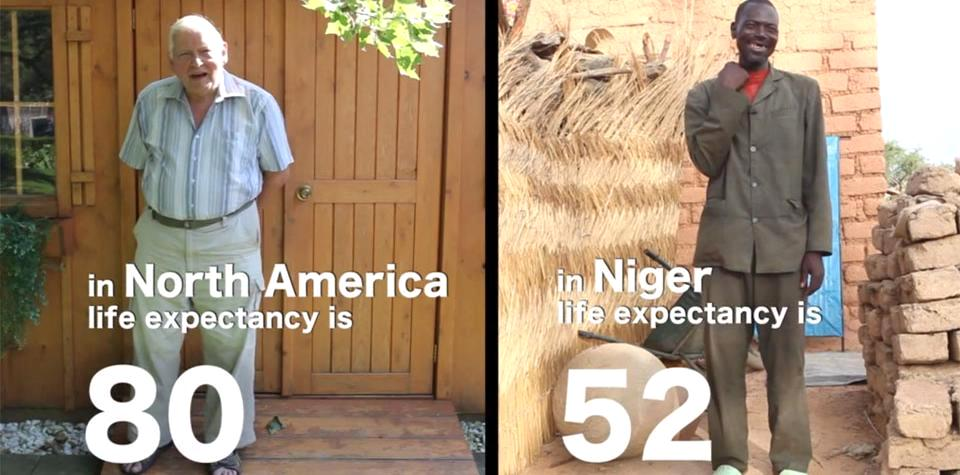 in North America
life expectancy is
80
in Niger
life expectancy is
52